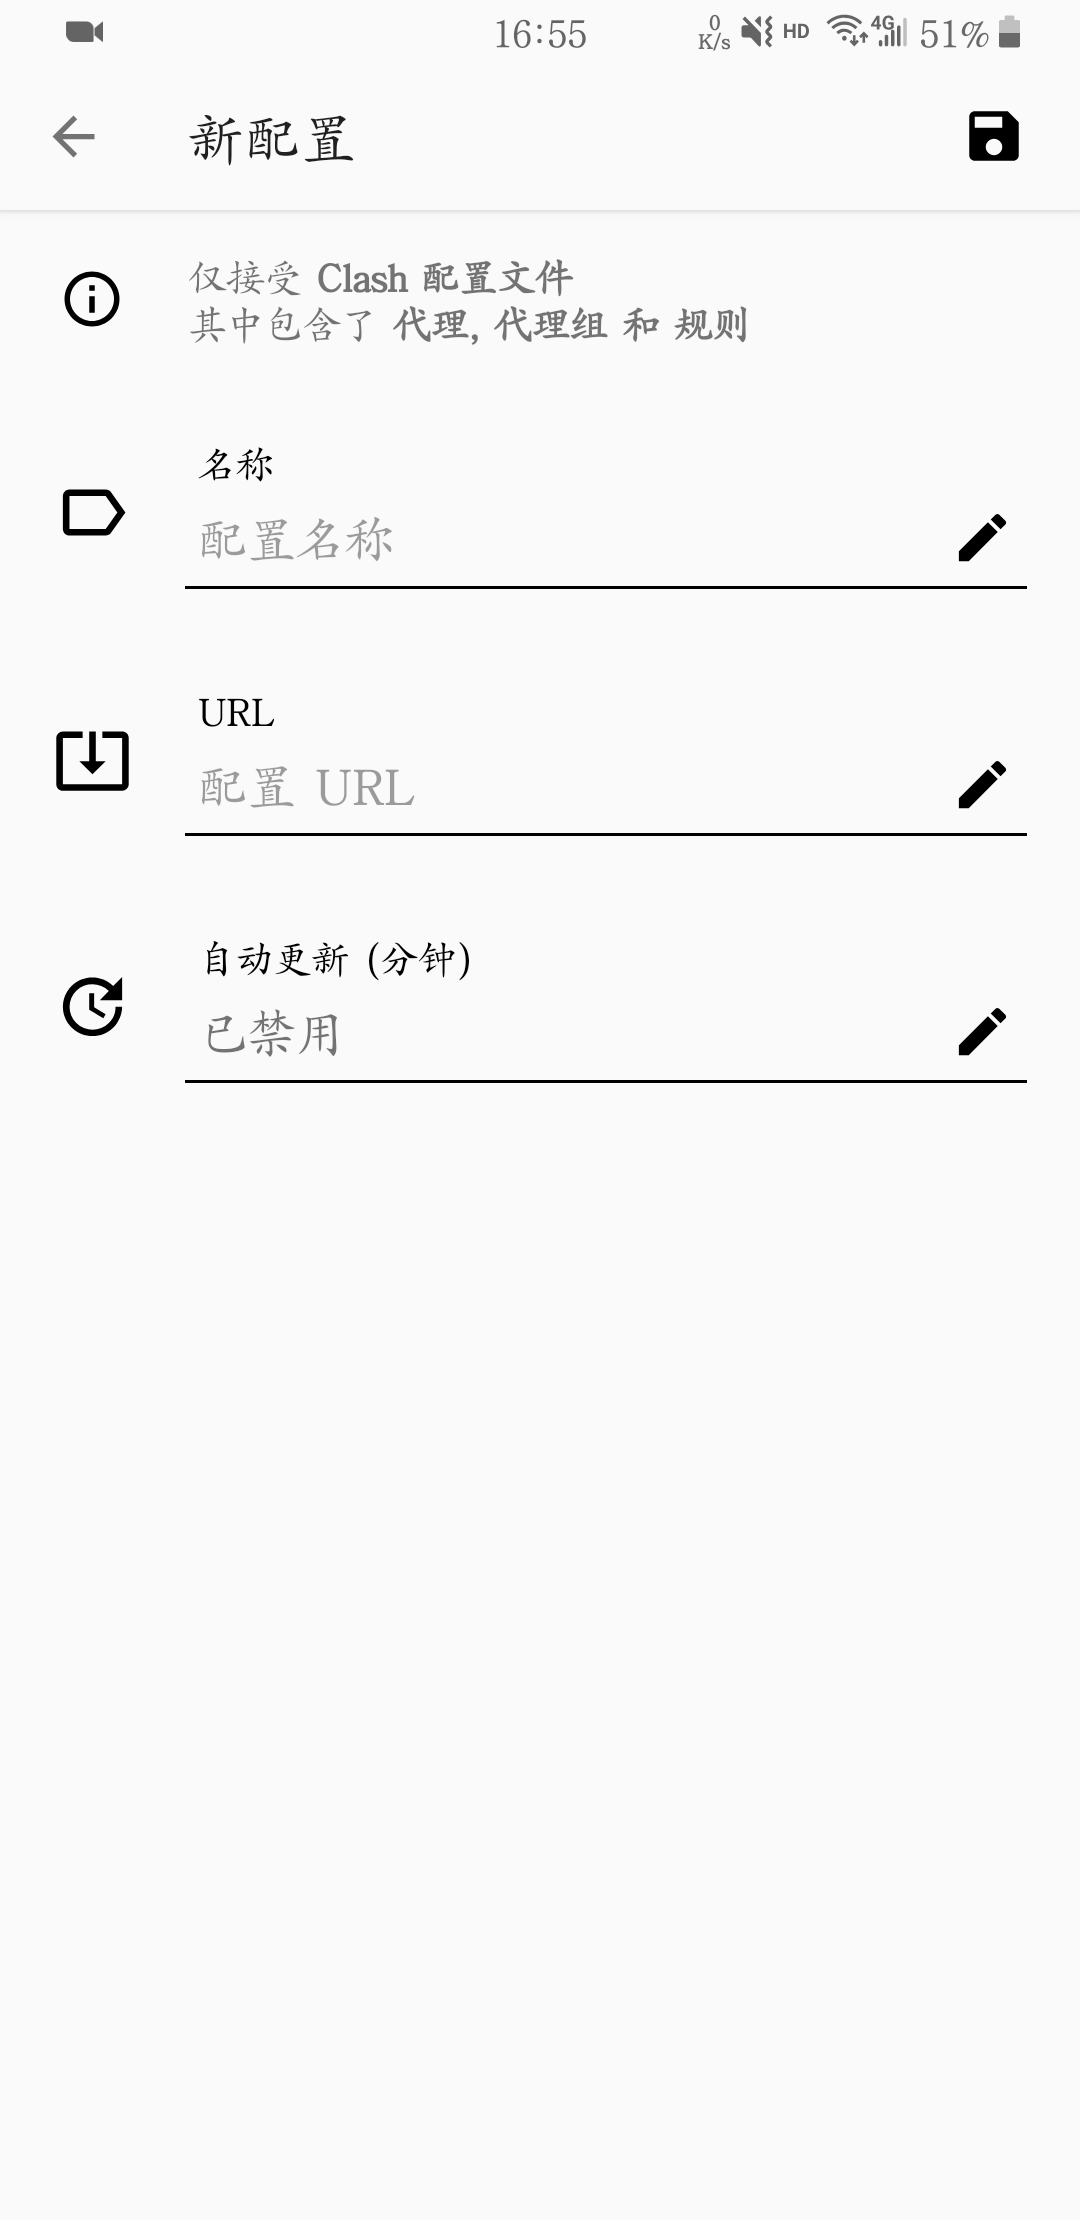 16:55
0
K/s
HD
4G
51%
新配置
仅接受 Clash 配置文件
其中包含了 代理, 代理组 和 规则
名称
配置名称
URL
配置 URL
自动更新 (分钟)
已禁用